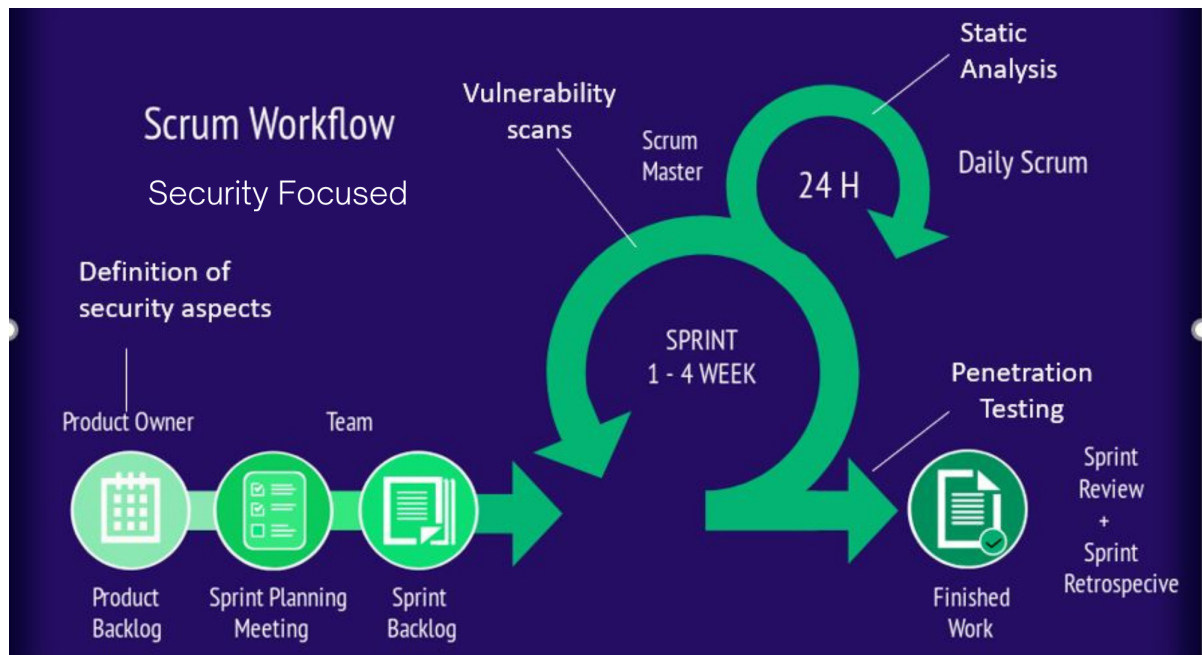 Scrum Workflow
Security Focused
Vulnerability
scans
Scrum
Master
Static
Analysis
24 H
Daily Scrum
Definition of
security aspects
SPRINT
1 - 4 WEEK
Penetration
Testing
Product Owner
Team
Product
Backlog
Sprint Planning
Meeting
Sprint
Backlog
Finished
Work
Sprint
Review
+
Sprint
Retrospecive